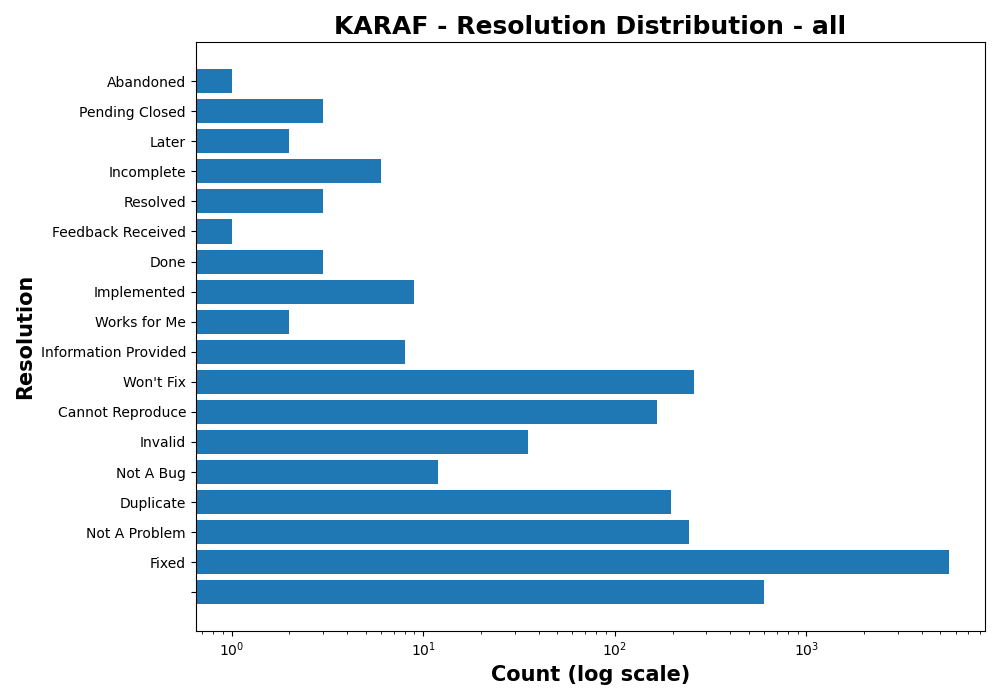 KARAF - Resolution Distribution - all
Abandoned
Pending Closed
Later
Incomplete
Resolved
Feedback Received
Done
Implemented
Works for Me
Information Provided
Won't Fix
Cannot Reproduce
Invalid
Not A Bug
Duplicate
Not A Problem
Fixed
Resolution
10^0 10^1 10^2 10^3
Count (log scale)